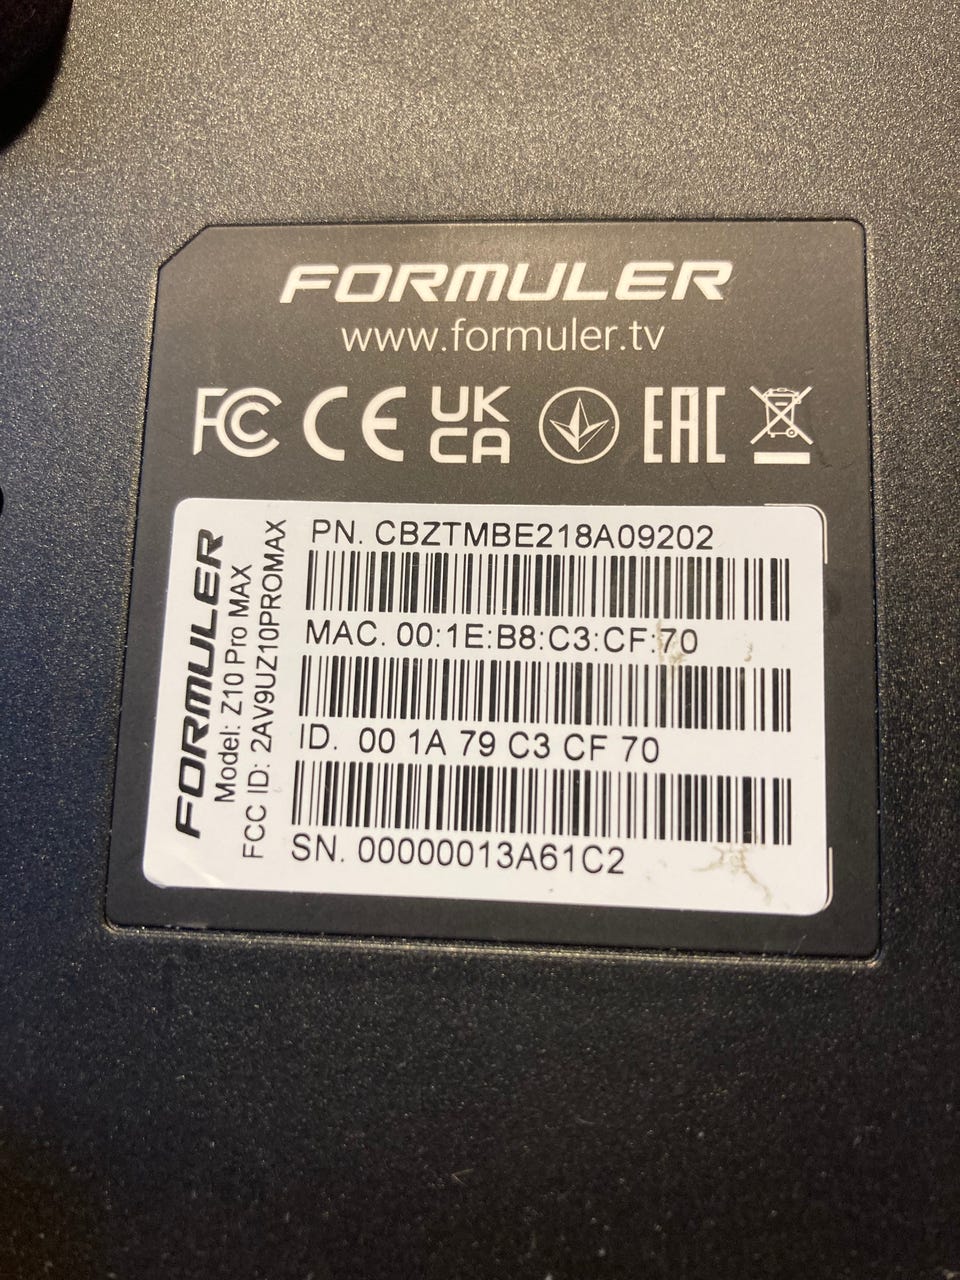 FORMULER
www.formuler.tv
FC CE UK CA EAC
FORMULER
Model: Z10 Pro MAX
FCC ID: 2AV9UZ10PROMAX
PN. CBZTMBE218A09202
MAC. 00:1E:B8:C3:CF:70
ID. 00 1A 79 C3 CF 70
SN. 00000013A61C2